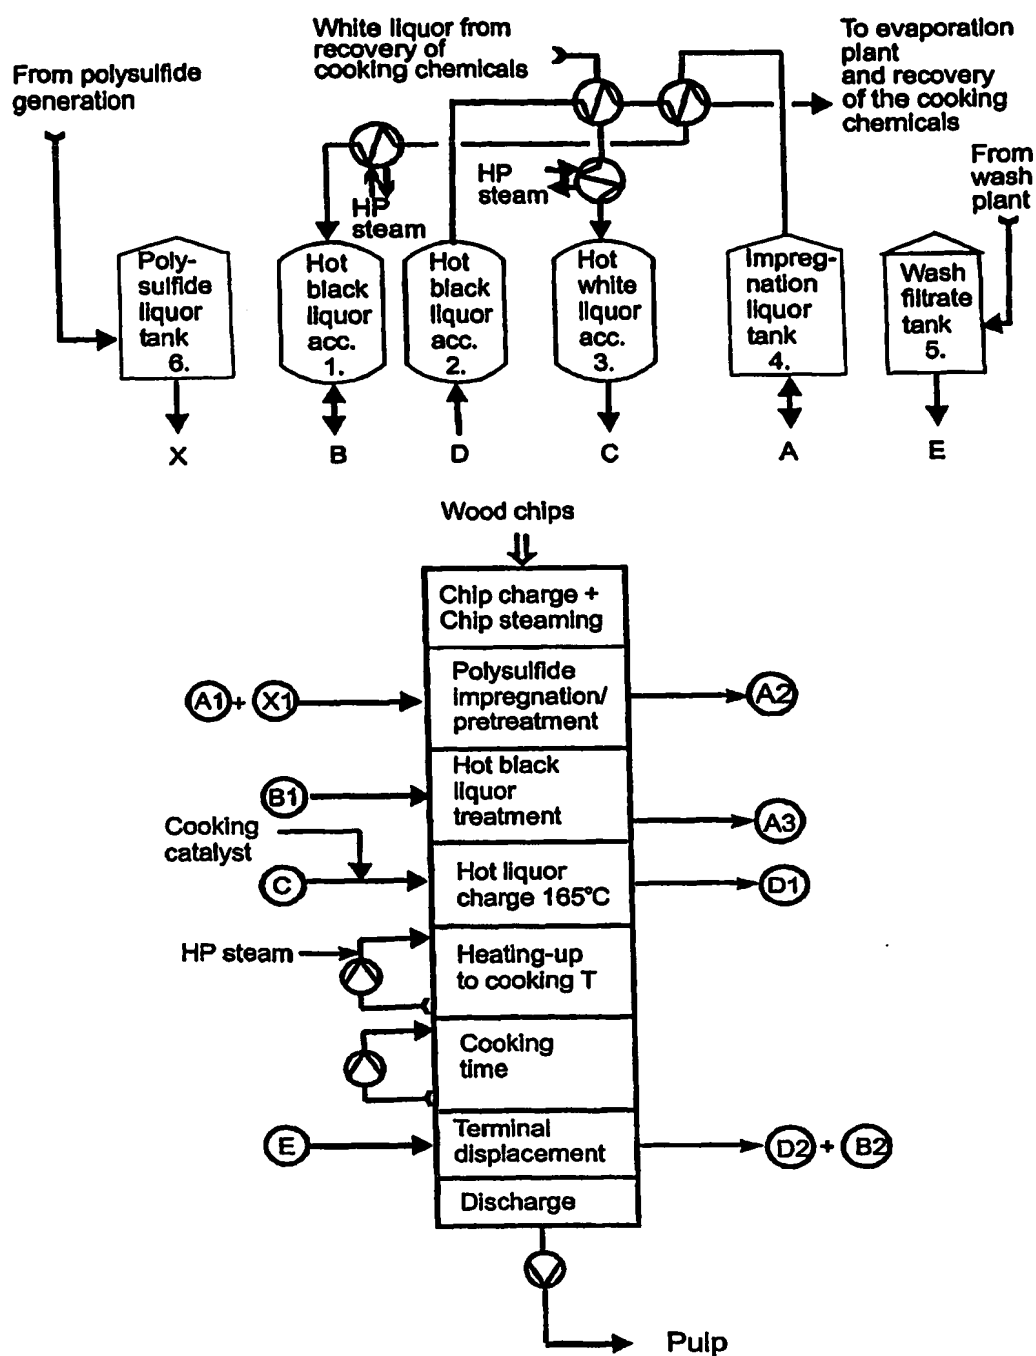 White liquor from
recovery of
cooking chemicals
To evaporation
plant
and recovery
of the cooking
chemicals
From polysulfide
generation
From
wash
plant
HP
steam
HP
steam
Poly-
sulfide
liquor
tank
6.
Hot
black
liquor
acc.
1.
Hot
black
liquor
acc.
2.
Hot
white
liquor
acc.
3.
Impreg-
nation
liquor
tank
4.
Wash
filtrate
tank
5.
X
B
D
C
A
E
Wood chips
Chip charge +
Chip steaming
A1 + X1
Polysulfide
impregnation/
pretreatment
A2
B1
Hot black
liquor
treatment
A3
Cooking
catalyst
C
Hot liquor
charge 165°C
D1
HP steam
Heating-up
to cooking T
Cooking
time
E
Terminal
displacement
D2 + B2
Discharge
Pulp